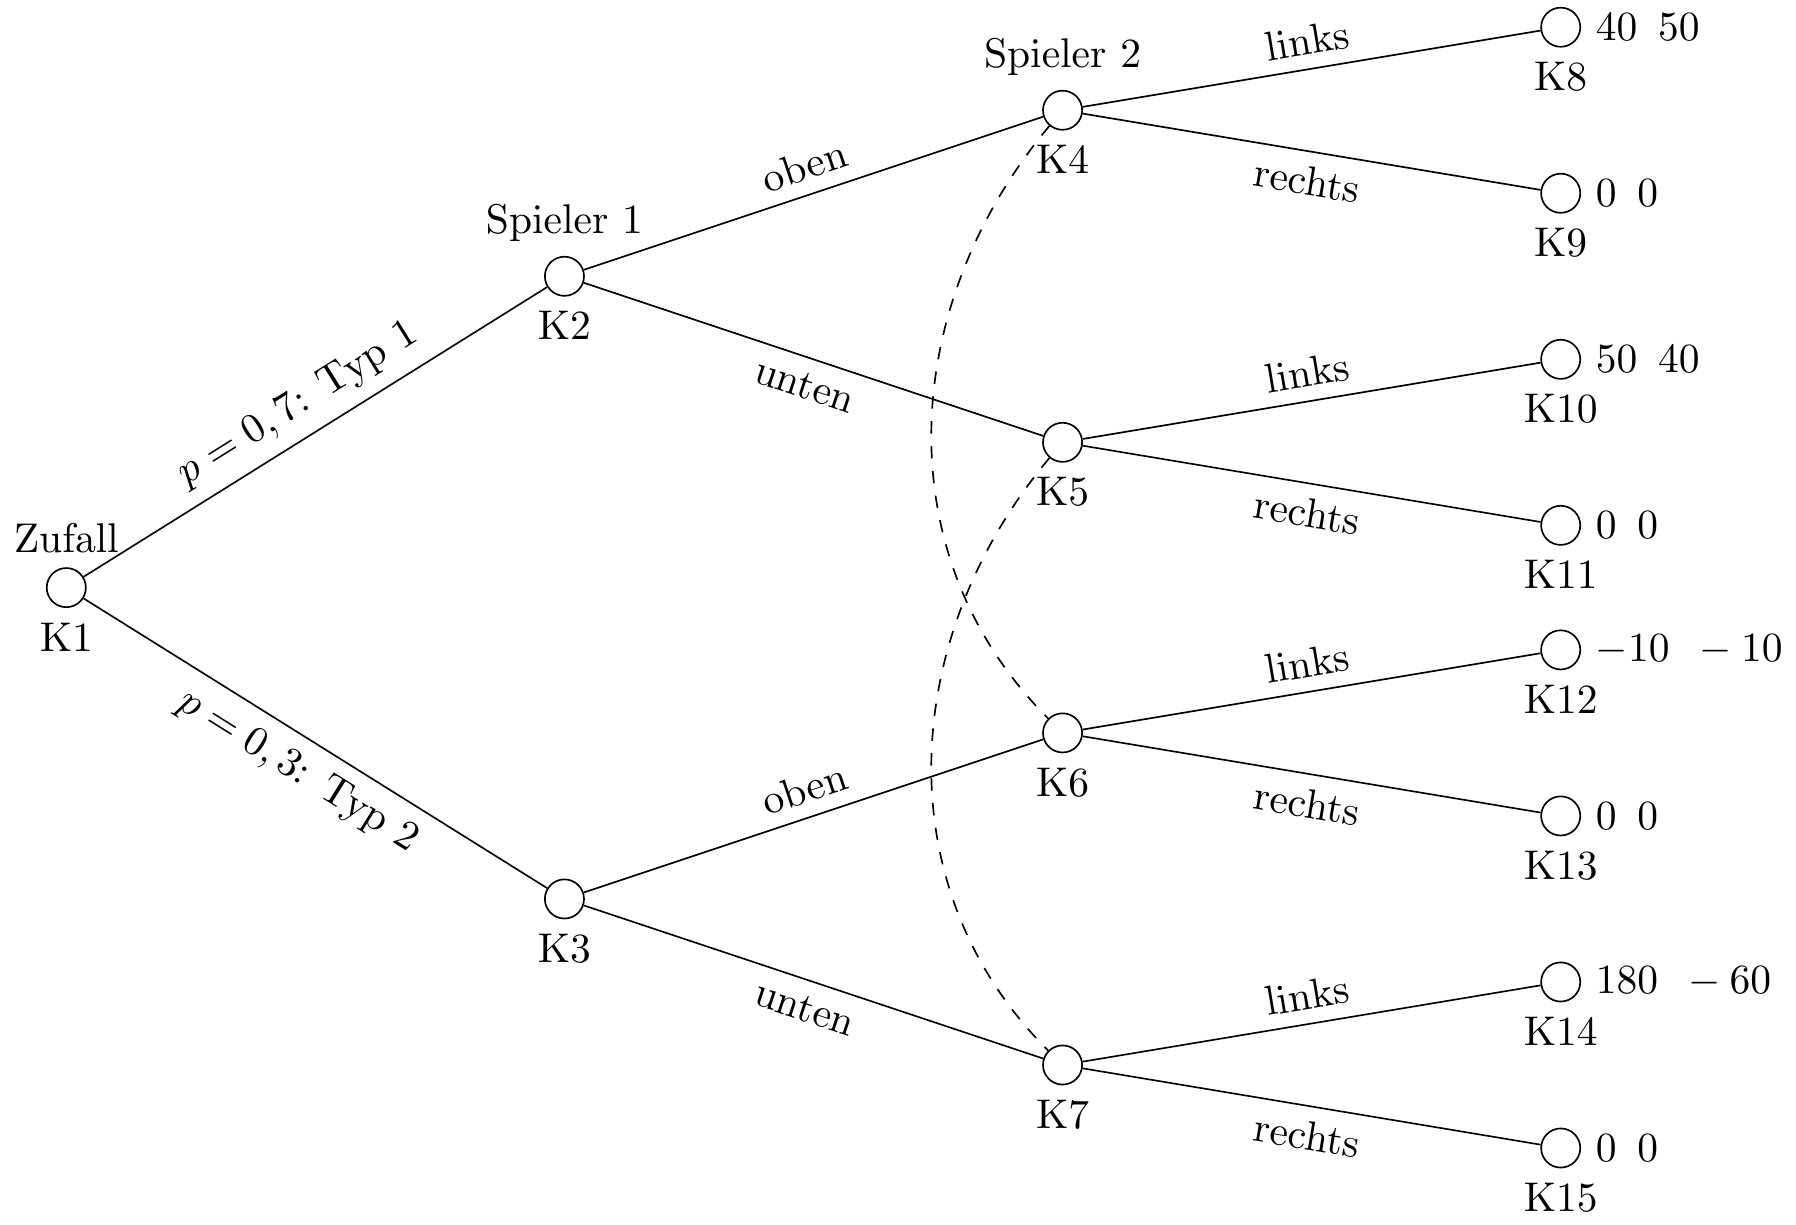 Zufall
K1
p = 0, 7: Typ 1
p = 0, 3: Typ 2
Spieler 1
K2
K3
oben
unten
oben
unten
Spieler 2
K4
K5
K6
K7
links
rechts
links
rechts
links
rechts
links
rechts
40 50
K8
0 0
K9
50 40
K10
0 0
K11
−10 − 10
K12
0 0
K13
180 − 60
K14
0 0
K15